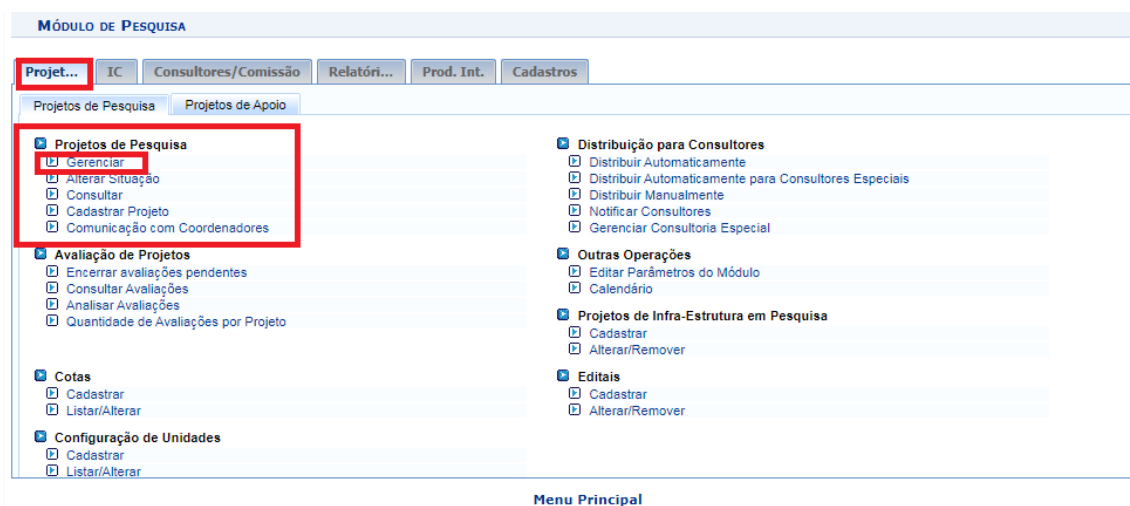 MÓDULO DE PESQUISA
Projet... IC Consultores/Comissão Relatóri... Prod. Int. Cadastros
Projetos de Pesquisa Projetos de Apoio
Projetos de Pesquisa
Gerenciar
Alterar Situação
Consultar
Cadastrar Projeto
Comunicação com Coordenadores
Avaliação de Projetos
Encerrar avaliações pendentes
Consultar Avaliações
Analisar Avaliações
Quantidade de Avaliações por Projeto
Cotas
Cadastrar
Listar/Alterar
Configuração de Unidades
Cadastrar
Listar/Alterar
Distribuição para Consultores
Distribuir Automaticamente
Distribuir Automaticamente para Consultores Especiais
Distribuir Manualmente
Notificar Consultores
Gerenciar Consultoria Especial
Outras Operações
Editar Parâmetros do Módulo
Calendário
Projetos de Infra-Estrutura em Pesquisa
Cadastrar
Alterar/Remover
Editais
Cadastrar
Alterar/Remover
Menu Principal